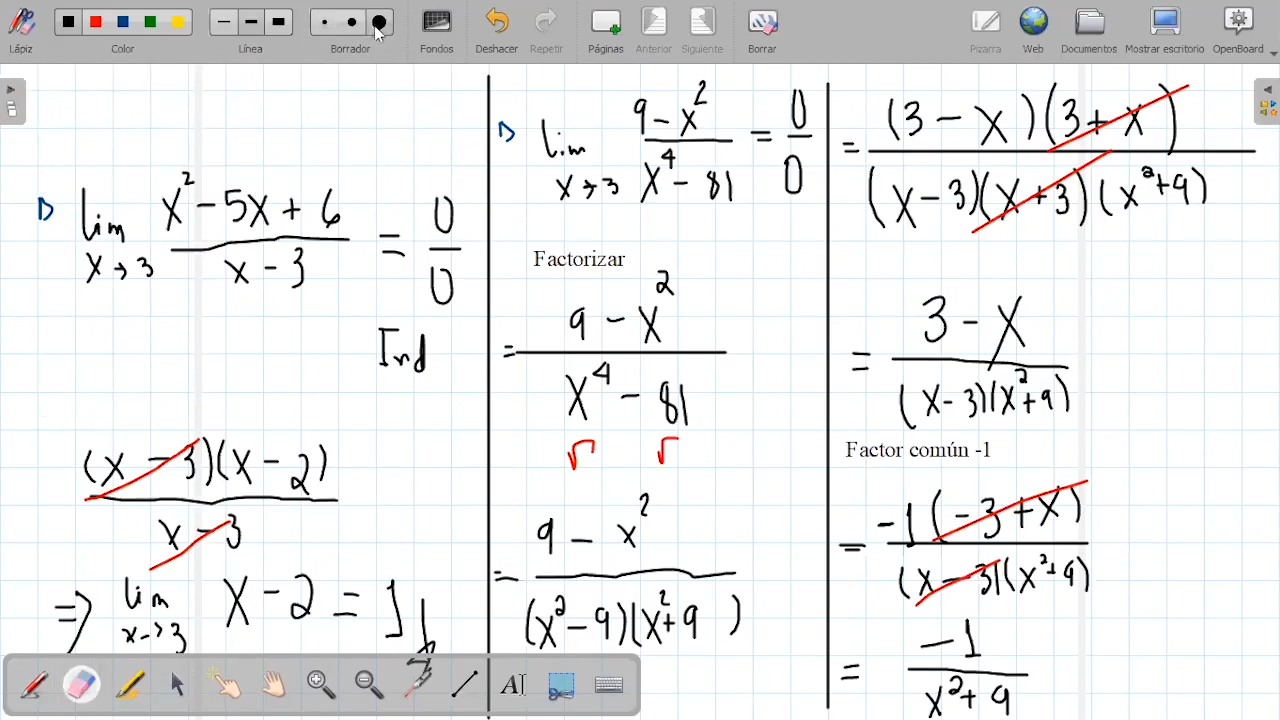 Lápiz Color Línea Borrador Fondos Deshacer Repetir Páginas Anterior Siguiente Borrar Pizarra Web Documentos Mostrar escritorio OpenBoard
lim x→3 (x² - 5x + 6)/(x - 3) = 0/0
Ind
(x - 3)(x - 2)
x - 3
⇒ lim x→3 x - 2 = 1
lim x→3 (9 - x²)/(x⁴ - 81) = 0/0
Factorizar
= (9 - x²)/(x⁴ - 81)
√ √
= (9 - x²)/((x² - 9)(x² + 9))
= (3 - x)(3 + x)/((x - 3)(x + 3)(x² + 9))
= (3 - x)/((x - 3)(x² + 9))
Factor común -1
= -1(-3 + x)/((x - 3)(x² + 9))
= -1/(x² + 9)
AI